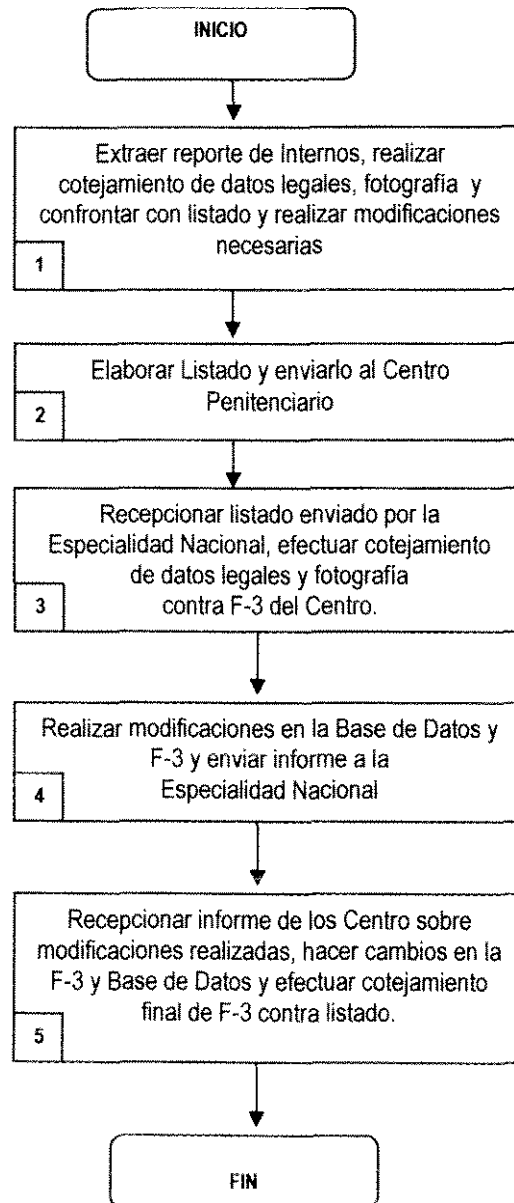 INICIO
Extraer reporte de Internos, realizar
cotejamiento de datos legales, fotografía y
confrontar con listado y realizar modificaciones
necesarias
1
Elaborar Listado y enviarlo al Centro
Penitenciario
2
Recepcionar listado enviado por la
Especialidad Nacional, efectuar cotejamiento
de datos legales y fotografía
contra F-3 del Centro.
3
Realizar modificaciones en la Base de Datos y
F-3 y enviar informe a la
Especialidad Nacional
4
Recepcionar informe de los Centro sobre
modificaciones realizadas, hacer cambios en la
F-3 y Base de Datos y efectuar cotejamiento
final de F-3 contra listado.
5
FIN